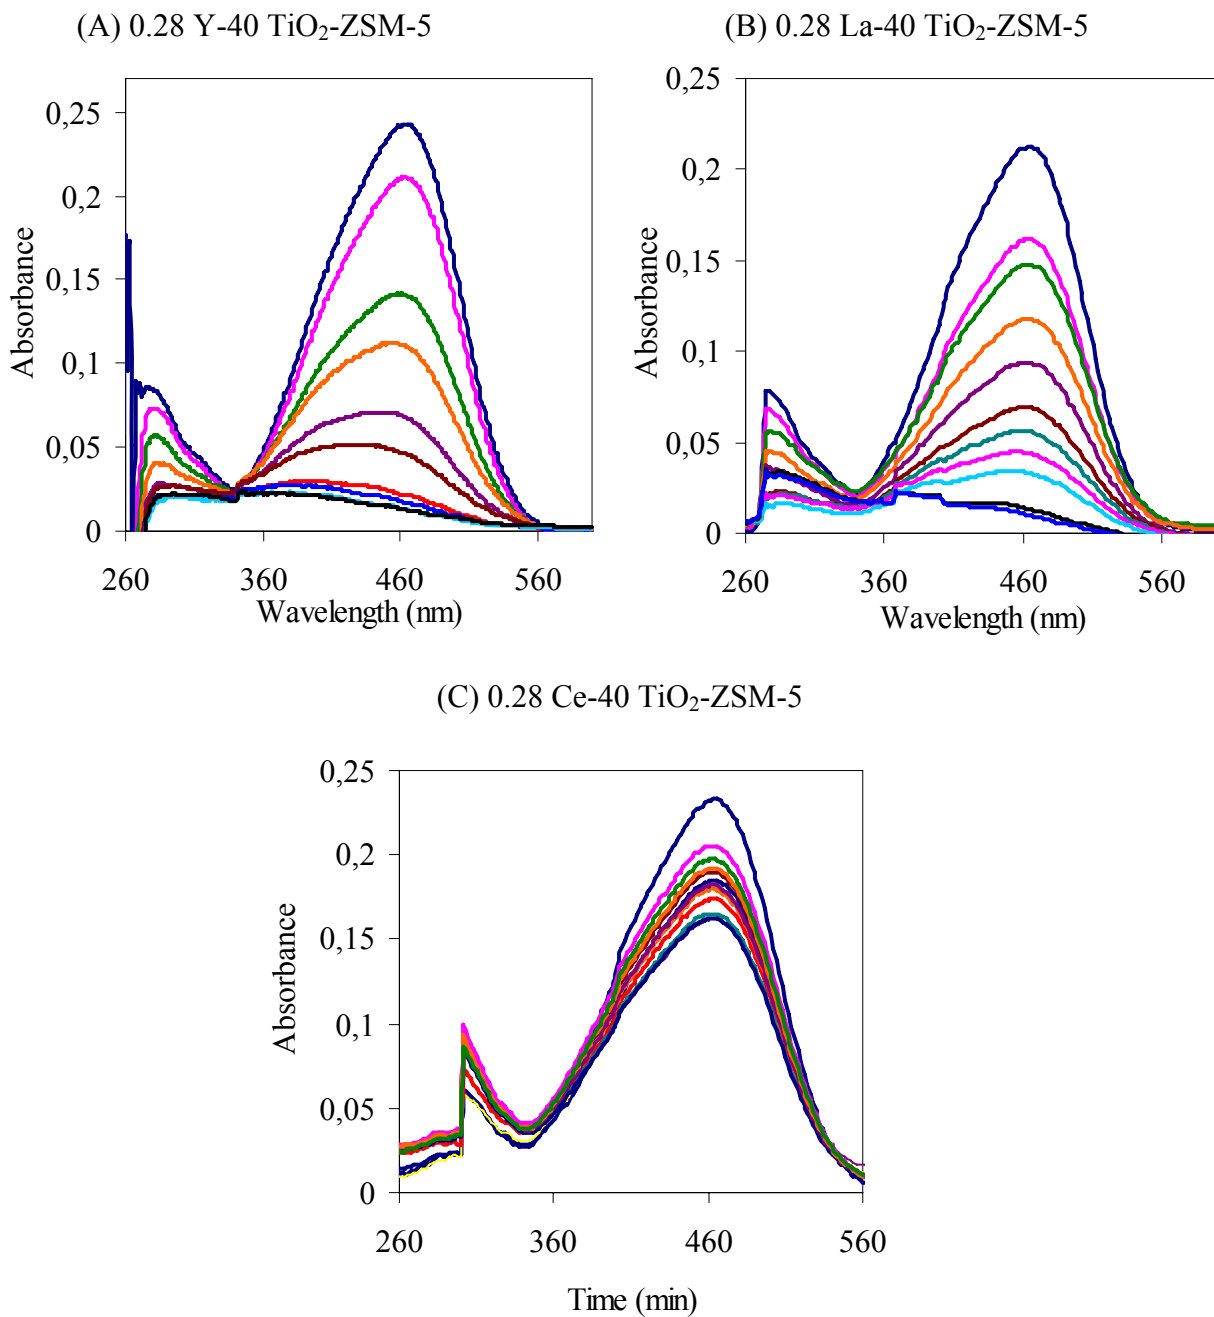 (A) 0.28 Y-40 TiO₂-ZSM-5
0,25
0,2
0,15
0,1
0,05
0
Absorbance
260 360 460 560
Wavelength (nm)
(B) 0.28 La-40 TiO₂-ZSM-5
0,25
0,2
0,15
0,1
0,05
0
Absorbance
260 360 460 560
Wavelength (nm)
(C) 0.28 Ce-40 TiO₂-ZSM-5
0,25
0,2
0,15
0,1
0,05
0
Absorbance
260 360 460 560
Time (min)